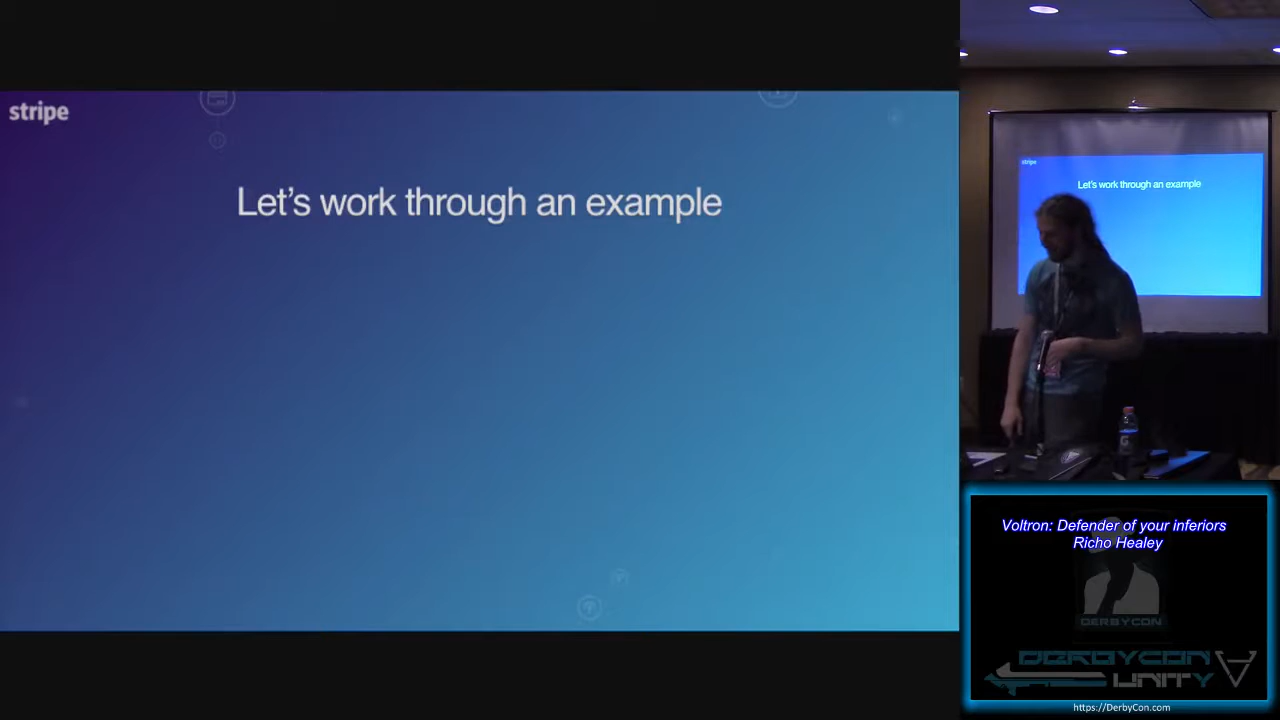 stripe
Let's work through an example
stripe
Let's work through an example
G
Voltron: Defender of your inferiors
Richo Healey
DERBYCON
DERBYCON
UNITY
https://DerbyCon.com